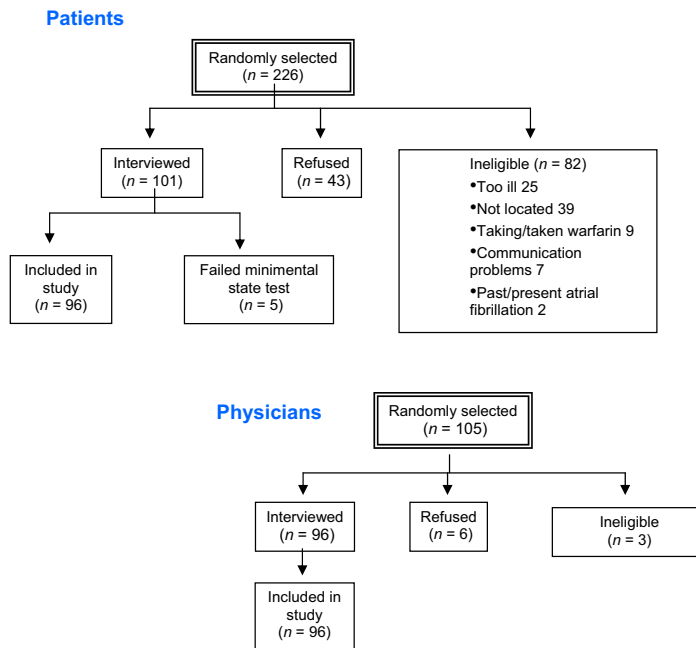 Patients
Randomly selected
(n = 226)
Interviewed
(n = 101)
Refused
(n = 43)
Ineligible (n = 82)
•Too ill 25
•Not located 39
•Taking/taken warfarin 9
•Communication
problems 7
•Past/present atrial
fibrillation 2
Included in
study
(n = 96)
Failed minimental
state test
(n = 5)
Physicians
Randomly selected
(n = 105)
Interviewed
(n = 96)
Refused
(n = 6)
Ineligible
(n = 3)
Included in
study
(n = 96)